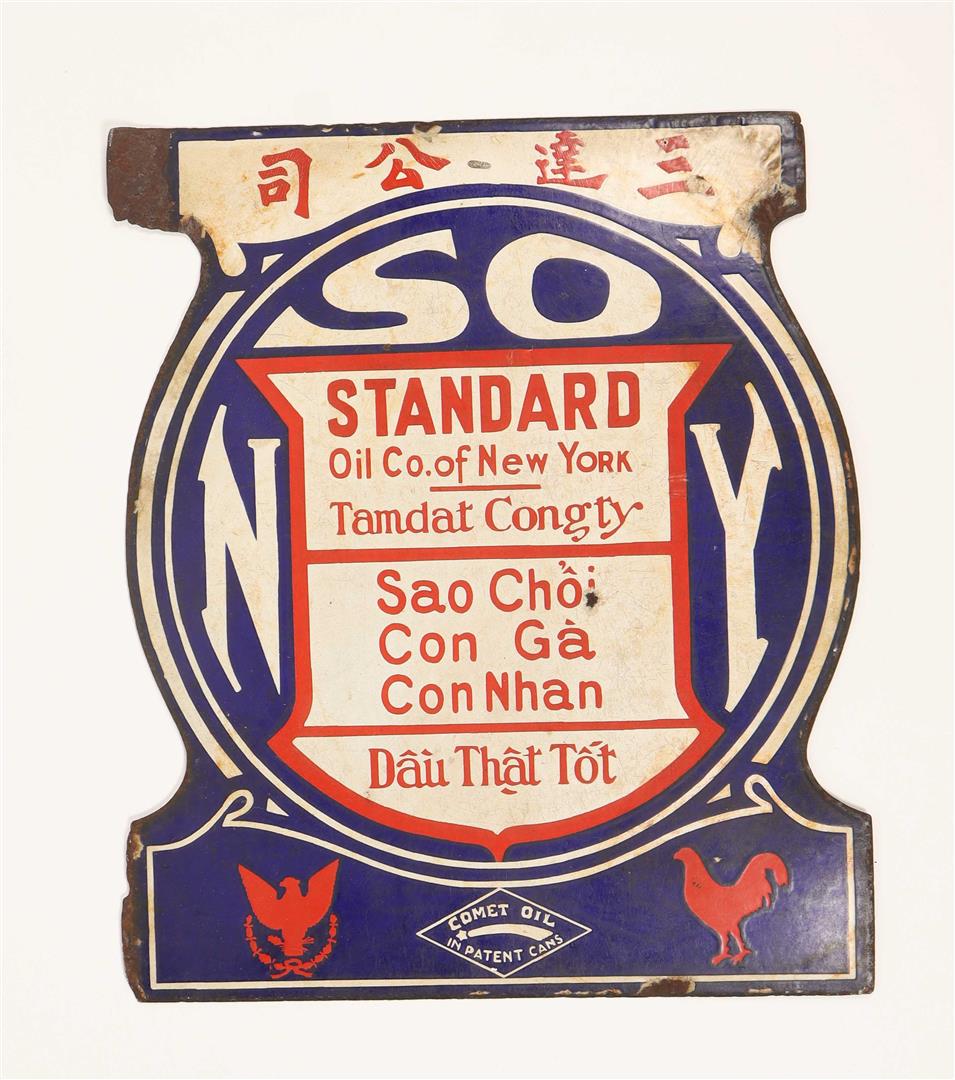 三達公司
SO
N Y
STANDARD
Oil Co. of New YORK
Tamdat Congty
Sao Chổi
Con Gà
Con Nhan
Dầu Thật Tốt
COMET OIL
IN PATENT CANS